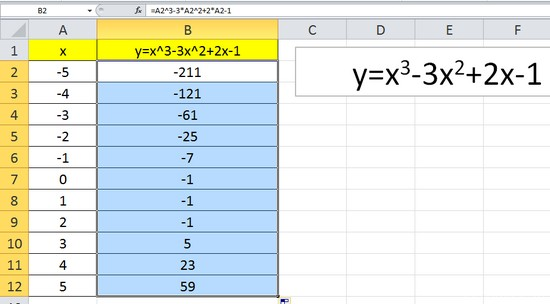 B2 fx =A2^3-3*A2^2+2*A2-1
A B C D E F
1 x y=x^3-3x^2+2x-1
2 -5 -211
3 -4 -121
4 -3 -61
5 -2 -25
6 -1 -7
7 0 -1
8 1 -1
9 2 -1
10 3 5
11 4 23
12 5 59
y=x³-3x²+2x-1